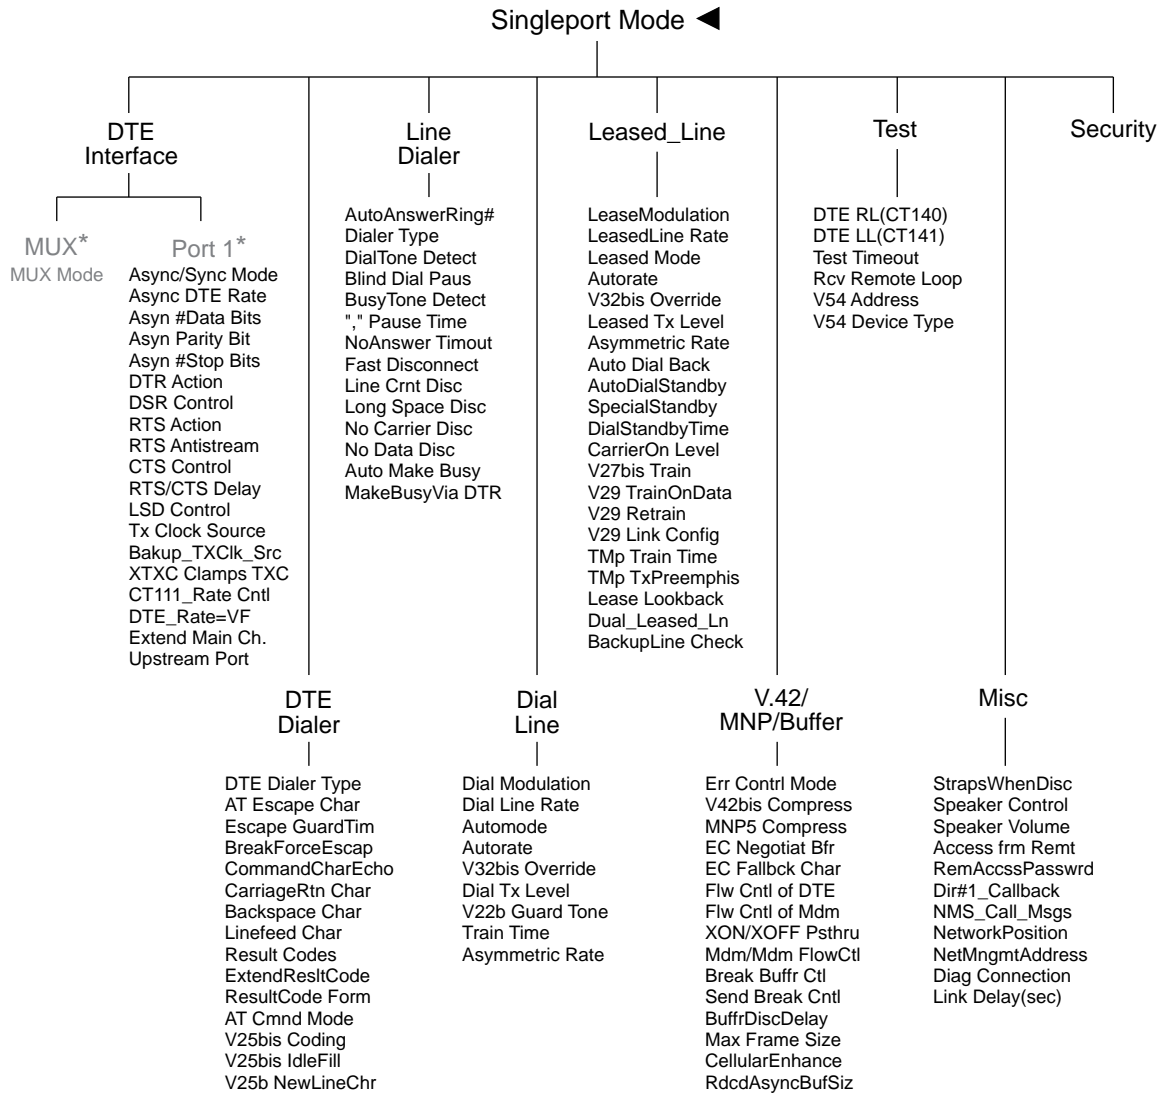 Singleport Mode ◀
DTE
Interface
MUX*
MUX Mode
Port 1*
Async/Sync Mode
Async DTE Rate
Asyn #Data Bits
Asyn Parity Bit
Asyn #Stop Bits
DTR Action
DSR Control
RTS Action
RTS Antistream
CTS Control
RTS/CTS Delay
LSD Control
Tx Clock Source
Bakup_TXClk_Src
XTXC Clamps TXC
CT111_Rate Cntl
DTE_Rate=VF
Extend Main Ch.
Upstream Port
Line
Dialer
AutoAnswerRing#
Dialer Type
DialTone Detect
Blind Dial Paus
BusyTone Detect
"," Pause Time
NoAnswer Timout
Fast Disconnect
Line Crnt Disc
Long Space Disc
No Carrier Disc
No Data Disc
Auto Make Busy
MakeBusyVia DTR
Leased_Line
LeaseModulation
LeasedLine Rate
Leased Mode
Autorate
V32bis Override
Leased Tx Level
Asymmetric Rate
Auto Dial Back
AutoDialStandby
SpecialStandby
DialStandbyTime
CarrierOn Level
V27bis Train
V29 TrainOnData
V29 Retrain
V29 Link Config
TMp Train Time
TMp TxPreemphis
Lease Lookback
Dual_Leased_Ln
BackupLine Check
Test
DTE RL(CT140)
DTE LL(CT141)
Test Timeout
Rcv Remote Loop
V54 Address
V54 Device Type
Security
DTE
Dialer
DTE Dialer Type
AT Escape Char
Escape GuardTim
BreakForceEscap
CommandCharEcho
CarriageRtn Char
Backspace Char
Linefeed Char
Result Codes
ExtendResltCode
ResultCode Form
AT Cmnd Mode
V25bis Coding
V25bis IdleFill
V25b NewLineChr
Dial
Line
Dial Modulation
Dial Line Rate
Automode
Autorate
V32bis Override
Dial Tx Level
V22b Guard Tone
Train Time
Asymmetric Rate
V.42/
MNP/Buffer
Err Contrl Mode
V42bis Compress
MNP5 Compress
EC Negotiat Bfr
EC Fallbck Char
Flw Cntl of DTE
Flw Cntl of Mdm
XON/XOFF Psthru
Mdm/Mdm FlowCtl
Break Buffr Ctl
Send Break Cntl
BuffrDiscDelay
Max Frame Size
CellularEnhance
RdcdAsyncBufSiz
Misc
StrapsWhenDisc
Speaker Control
Speaker Volume
Access frm Remt
RemAccssPasswrd
Dir#1_Callback
NMS_Call_Msgs
NetworkPosition
NetMngmtAddress
Diag Connection
Link Delay(sec)